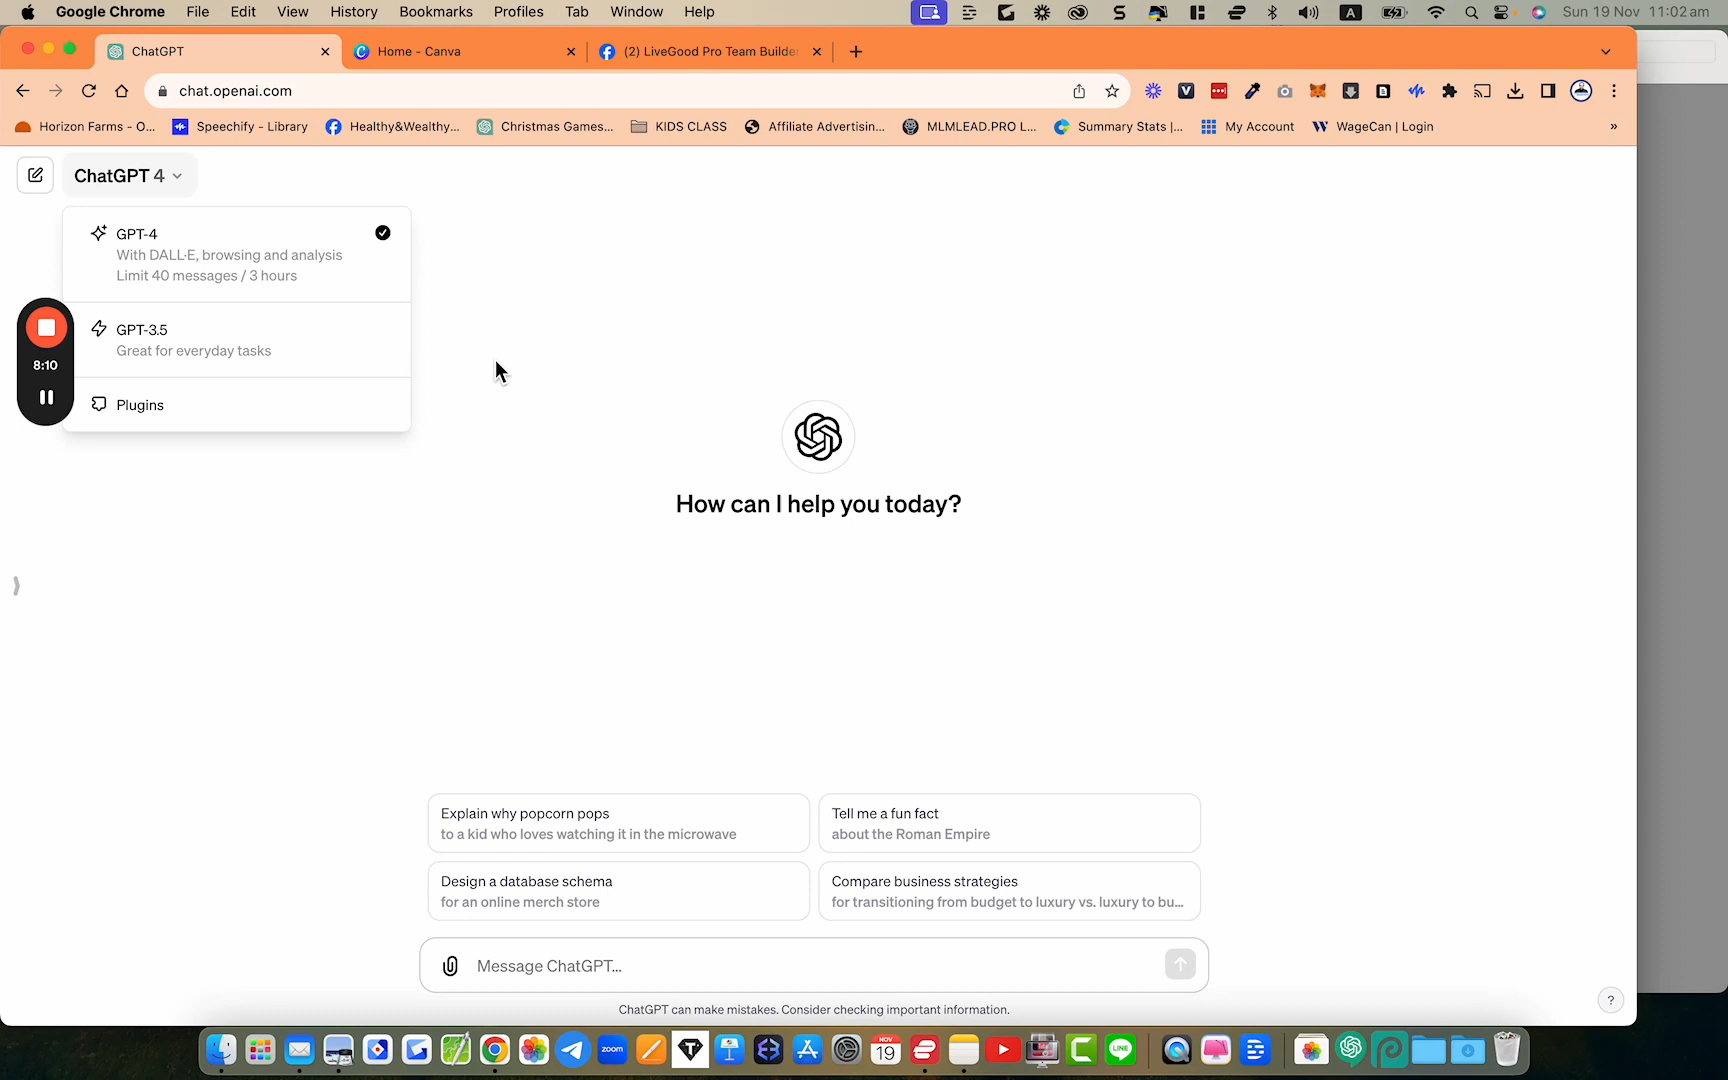 Google Chrome File Edit View History Bookmarks Profiles Tab Window Help Sun 19 Nov 11:02 am
ChatGPT
Home - Canva
(2) LiveGood Pro Team Builde
chat.openai.com
Horizon Farms - O...
Speechify - Library
Healthy&Wealthy...
Christmas Games...
KIDS CLASS
Affiliate Advertisin...
MLMLEAD.PRO L...
Summary Stats |...
My Account
WageCan | Login
»
ChatGPT 4
GPT-4
With DALL·E, browsing and analysis
Limit 40 messages / 3 hours
GPT-3.5
Great for everyday tasks
Plugins
8:10
How can I help you today?
Explain why popcorn pops
to a kid who loves watching it in the microwave
Tell me a fun fact
about the Roman Empire
Design a database schema
for an online merch store
Compare business strategies
for transitioning from budget to luxury vs. luxury to bu...
Message ChatGPT...
ChatGPT can make mistakes. Consider checking important information.
?
zoom
NOV
19
LINE